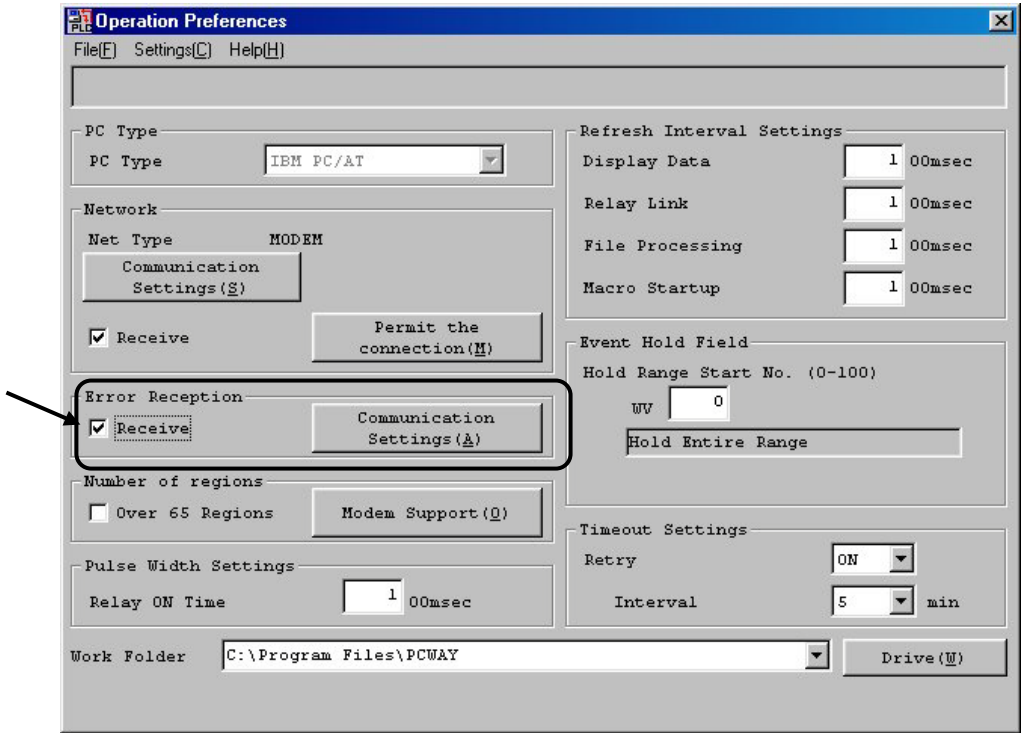 PLC Operation Preferences
File(F) Settings(C) Help(H)
PC Type
PC Type IBM PC/AT
Network
Net Type MODEM
Communication
Settings(S)
Receive
Permit the
connection(M)
Error Reception
Receive
Communication
Settings(A)
Number of regions
Over 65 Regions
Modem Support(O)
Pulse Width Settings
Relay ON Time 1 00msec
Refresh Interval Settings
Display Data 1 00msec
Relay Link 1 00msec
File Processing 1 00msec
Macro Startup 1 00msec
Event Hold Field
Hold Range Start No. (0-100)
WV 0
Hold Entire Range
Timeout Settings
Retry ON
Interval 5 min
Work Folder C:\Program Files\PCWAY Drive(W)